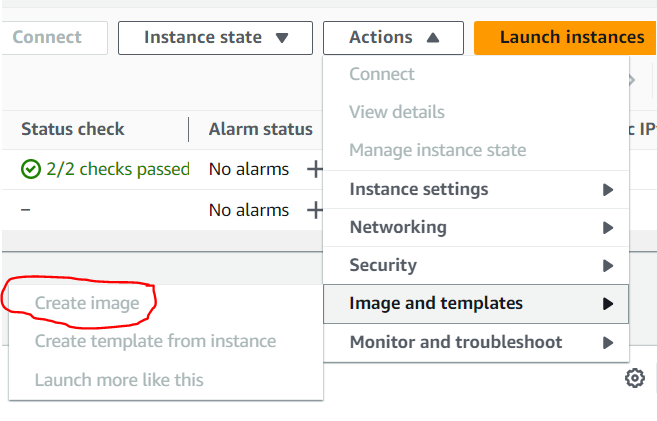 Connect
Instance state
Actions
Launch instances
Connect
View details
Status check
Alarm status
Manage instance state
2/2 checks passed
No alarms +
Instance settings
–
No alarms +
Networking
Security
Create image
Image and templates
Create template from instance
Monitor and troubleshoot
Launch more like this